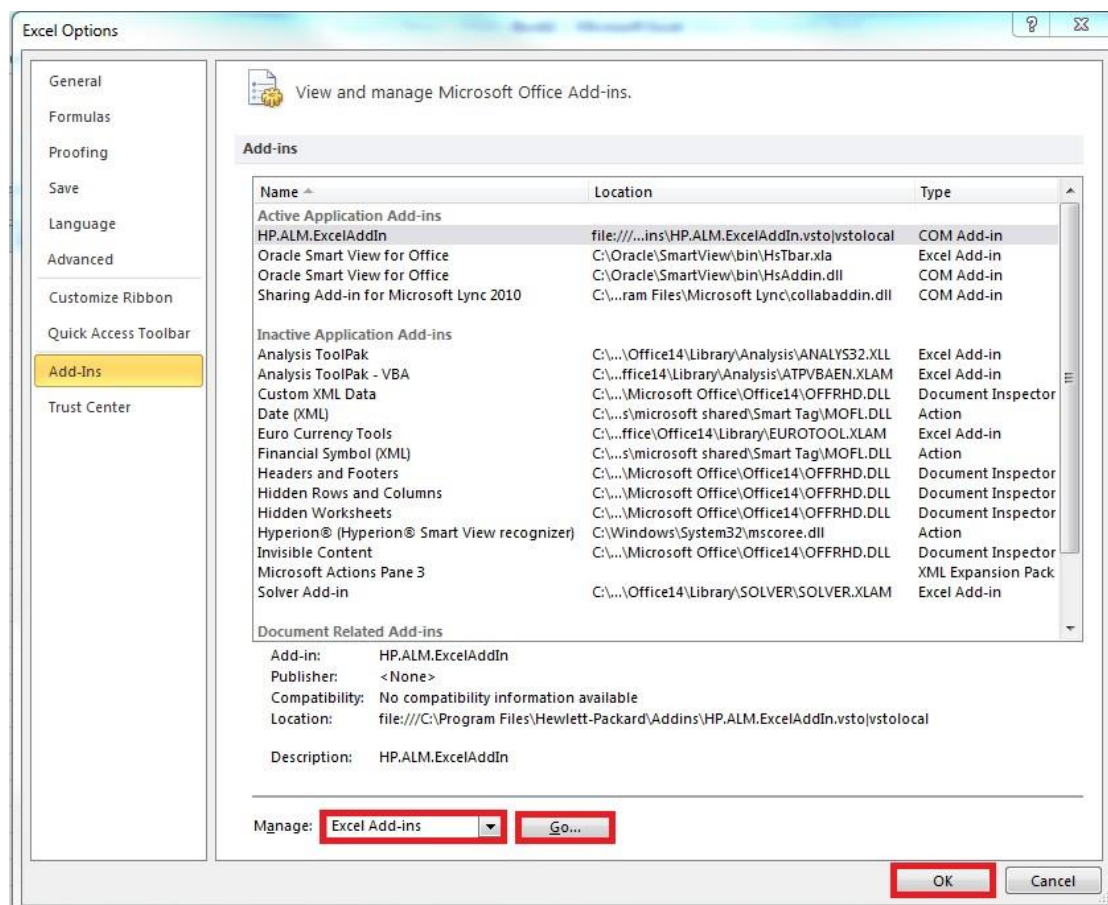 Excel Options
General
Formulas
Proofing
Save
Language
Advanced
Customize Ribbon
Quick Access Toolbar
Add-Ins
Trust Center
View and manage Microsoft Office Add-ins.
Add-ins
Name Location Type
Active Application Add-ins
HP.ALM.ExcelAddIn file:///...ins\HP.ALM.ExcelAddIn.vsto|vstolocal COM Add-in
Oracle Smart View for Office C:\Oracle\SmartView\bin\HsTbar.xla Excel Add-in
Oracle Smart View for Office C:\Oracle\SmartView\bin\HsAddin.dll COM Add-in
Sharing Add-in for Microsoft Lync 2010 C:\...ram Files\Microsoft Lync\collabaddin.dll COM Add-in
Inactive Application Add-ins
Analysis ToolPak C:\...\Office14\Library\Analysis\ANALYS32.XLL Excel Add-in
Analysis ToolPak - VBA C:\...ffice14\Library\Analysis\ATPVBAEN.XLAM Excel Add-in
Custom XML Data C:\...\Microsoft Office\Office14\OFFRHD.DLL Document Inspector
Date (XML) C:\...s\microsoft shared\Smart Tag\MOFL.DLL Action
Euro Currency Tools C:\...ffice\Office14\Library\EUROTOOL.XLAM Excel Add-in
Financial Symbol (XML) C:\...s\microsoft shared\Smart Tag\MOFL.DLL Action
Headers and Footers C:\...\Microsoft Office\Office14\OFFRHD.DLL Document Inspector
Hidden Rows and Columns C:\...\Microsoft Office\Office14\OFFRHD.DLL Document Inspector
Hidden Worksheets C:\...\Microsoft Office\Office14\OFFRHD.DLL Document Inspector
Hyperion® (Hyperion® Smart View recognizer) C:\Windows\System32\mscoree.dll Action
Invisible Content C:\...\Microsoft Office\Office14\OFFRHD.DLL Document Inspector
Microsoft Actions Pane 3 XML Expansion Pack
Solver Add-in C:\...\Office14\Library\SOLVER\SOLVER.XLAM Excel Add-in
Document Related Add-ins
Add-in: HP.ALM.ExcelAddIn
Publisher: <None>
Compatibility: No compatibility information available
Location: file:///C:\Program Files\Hewlett-Packard\Addins\HP.ALM.ExcelAddIn.vsto|vstolocal
Description: HP.ALM.ExcelAddIn
Manage: Excel Add-ins Go...
OK Cancel